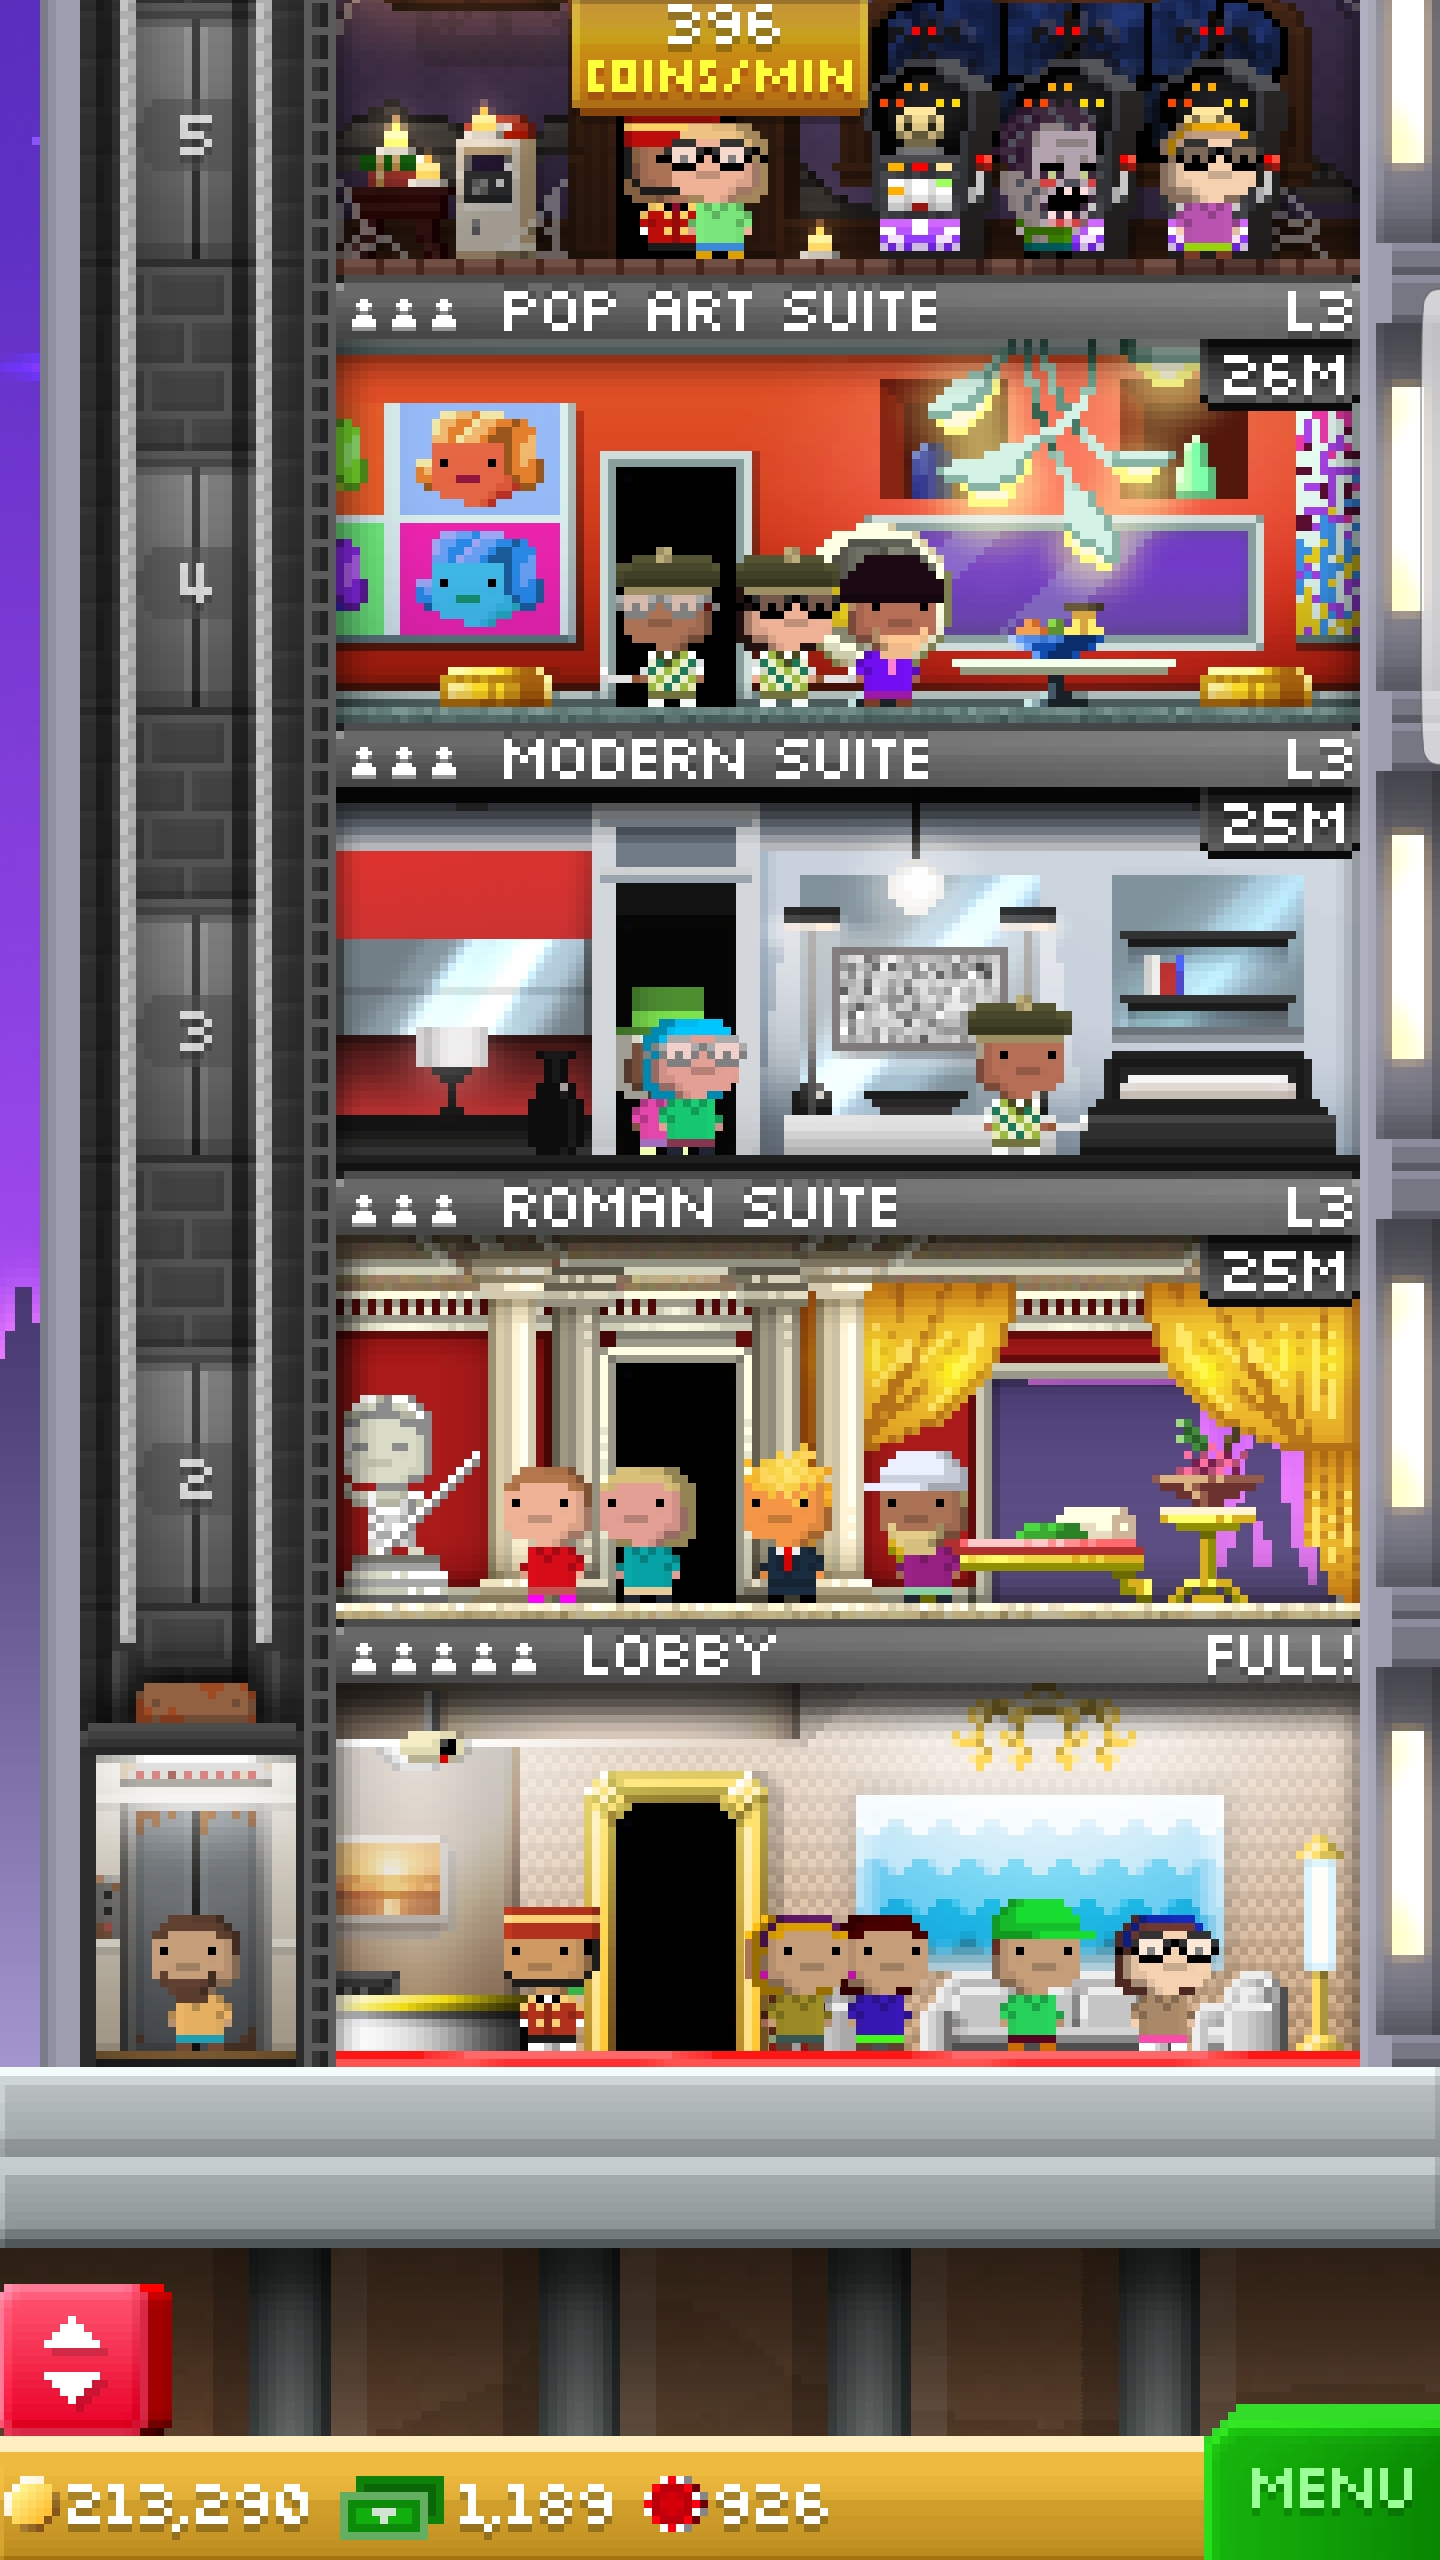 396
COINS/MIN
5
POP ART SUITE L3
26M
4
MODERN SUITE L3
25M
3
ROMAN SUITE L3
25M
2
LOBBY FULL!
MENU
213,290 1,189 926